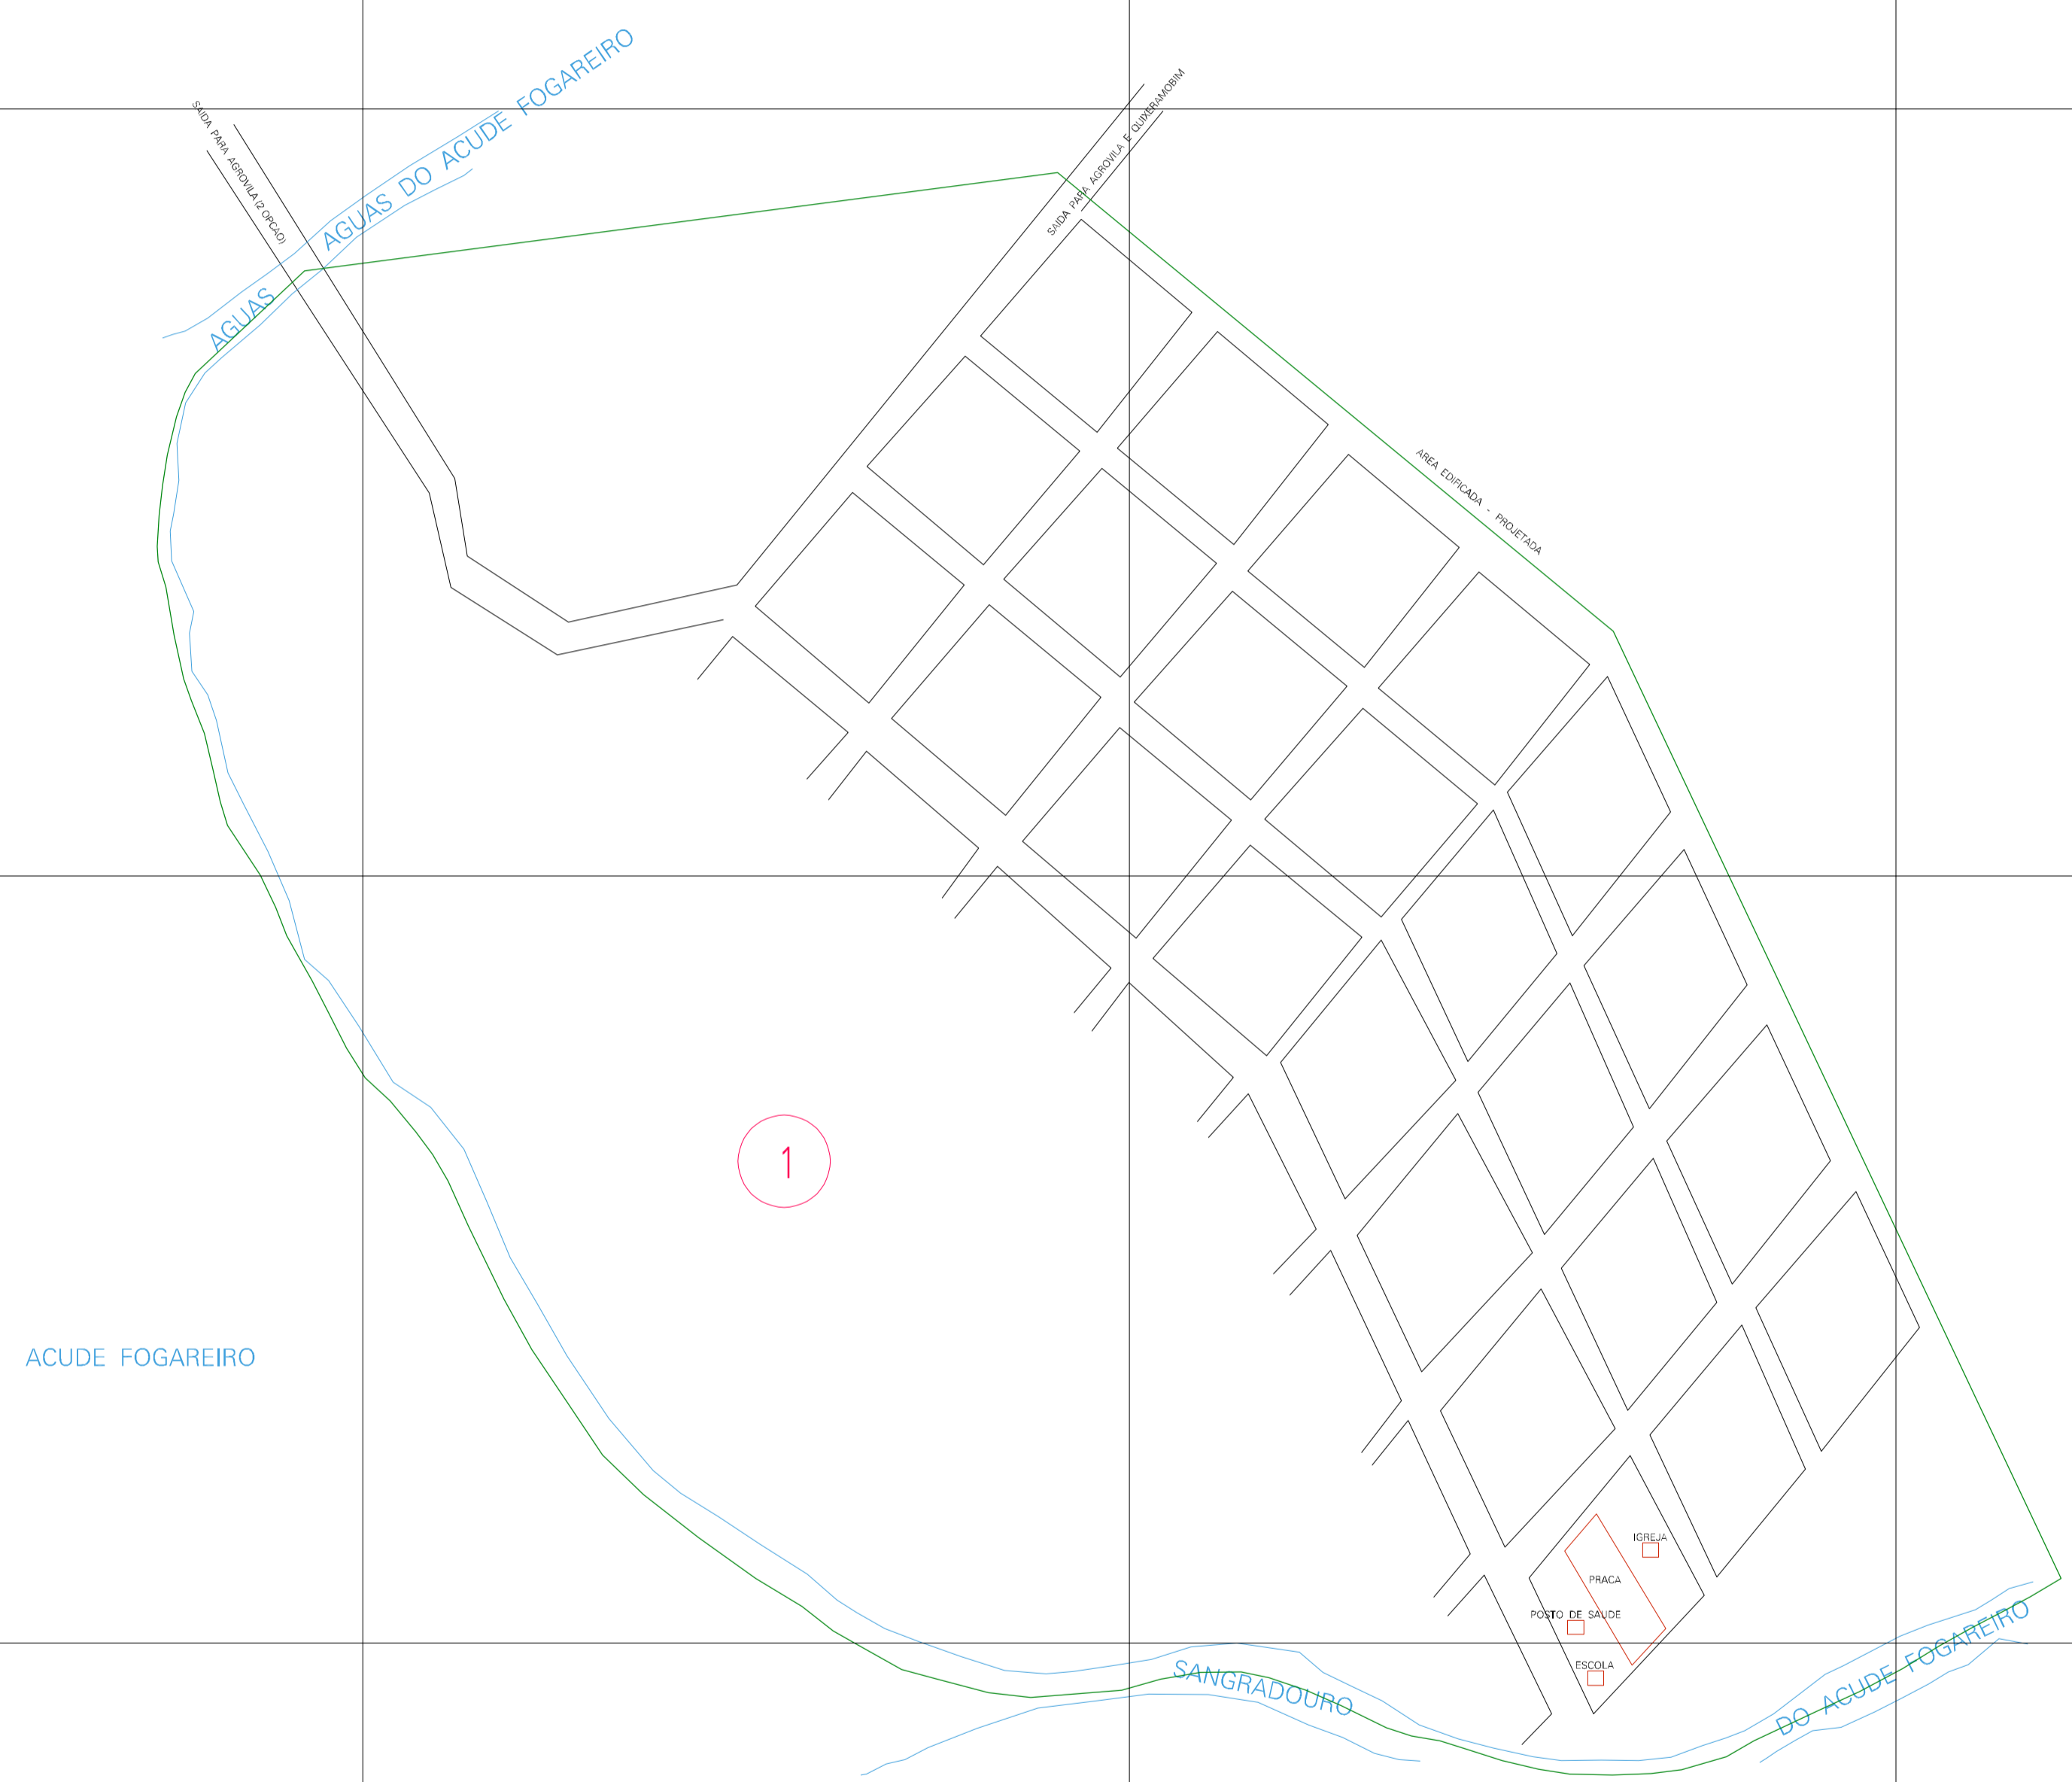 AGUAS DO ACUDE FOGAREIRO
SAIDA PARA AGROVILA E QUIXERAMOBIM
SAIDA PARA AGROVILA (2 OPCAO)
AGUAS
AREA EDIFICADA - PROJETADA
1
ACUDE FOGAREIRO
IGREJA
PRACA
POSTO DE SAUDE
ESCOLA
SANGRADOURO
DO ACUDE FOGAREIRO